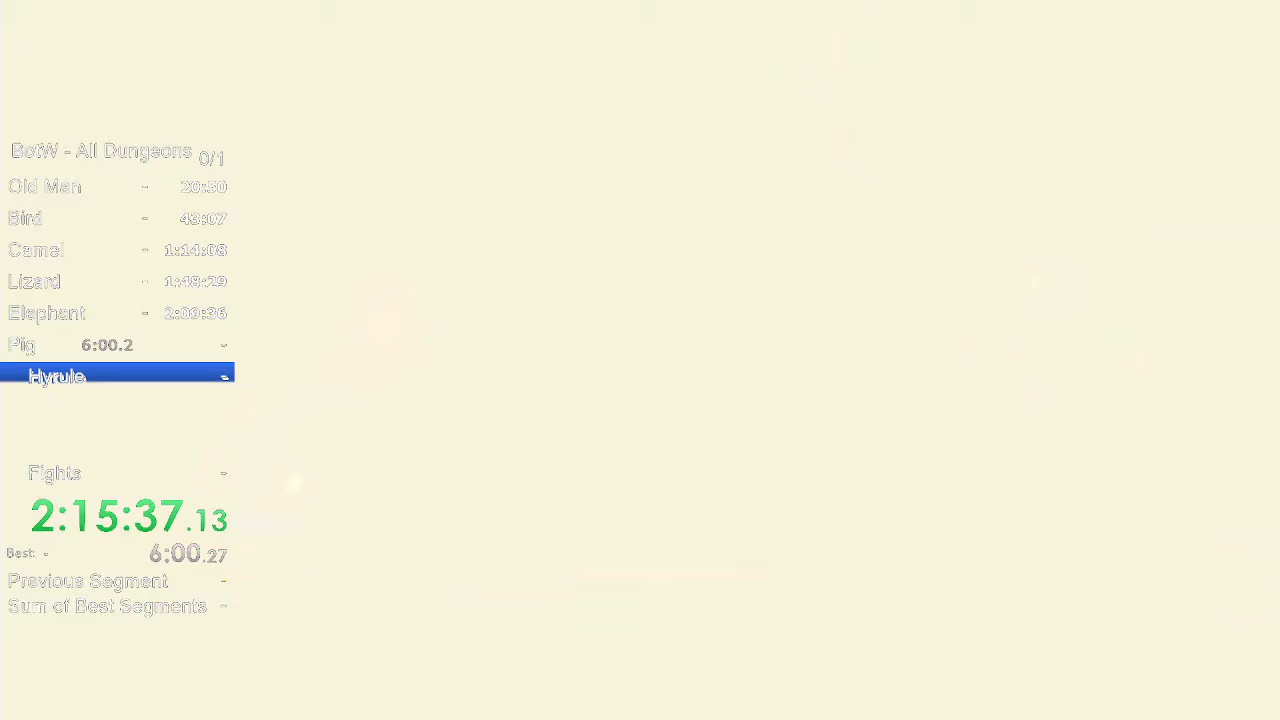 BotW - All Dungeons 0/1
Old Man - 20:50
Bird - 43:07
Camel - 1:14:08
Lizard - 1:48:29
Elephant - 2:09:36
Pig 6:00.2 -
Hyrule -
Fights -
2:15:37.13
Best: - 6:00.27
Previous Segment -
Sum of Best Segments -